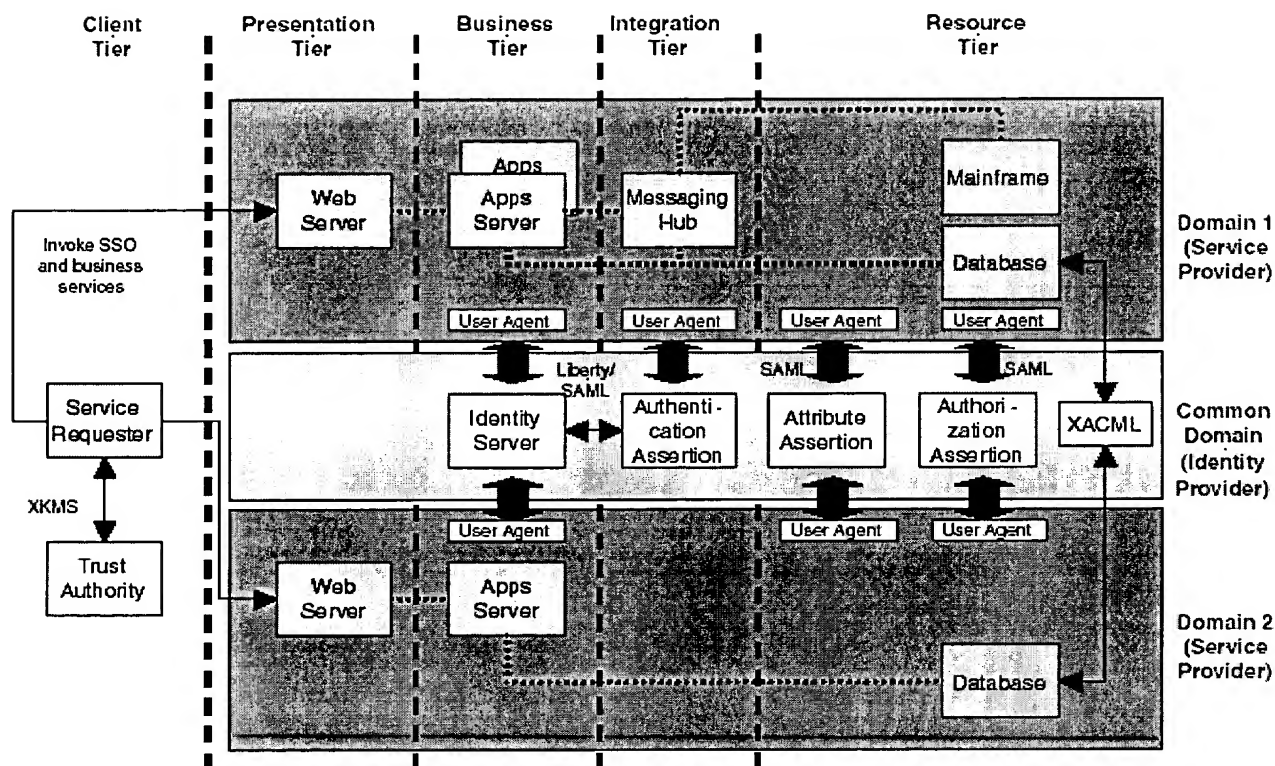 Client
Tier
Presentation
Tier
Business
Tier
Integration
Tier
Resource
Tier
Apps
Apps
Server
Web
Server
Messaging
Hub
Mainframe
Database
Invoke SSO
and business
services
Domain 1
(Service
Provider)
User Agent
User Agent
User Agent
User Agent
Liberty/
SAML
SAML
SAML
Service
Requester
Identity
Server
Authenti-
cation
Assertion
Attribute
Assertion
Authori-
zation
Assertion
XACML
Common
Domain
(Identity
Provider)
XKMS
Trust
Authority
User Agent
User Agent
User Agent
Web
Server
Apps
Server
Database
Domain 2
(Service
Provider)